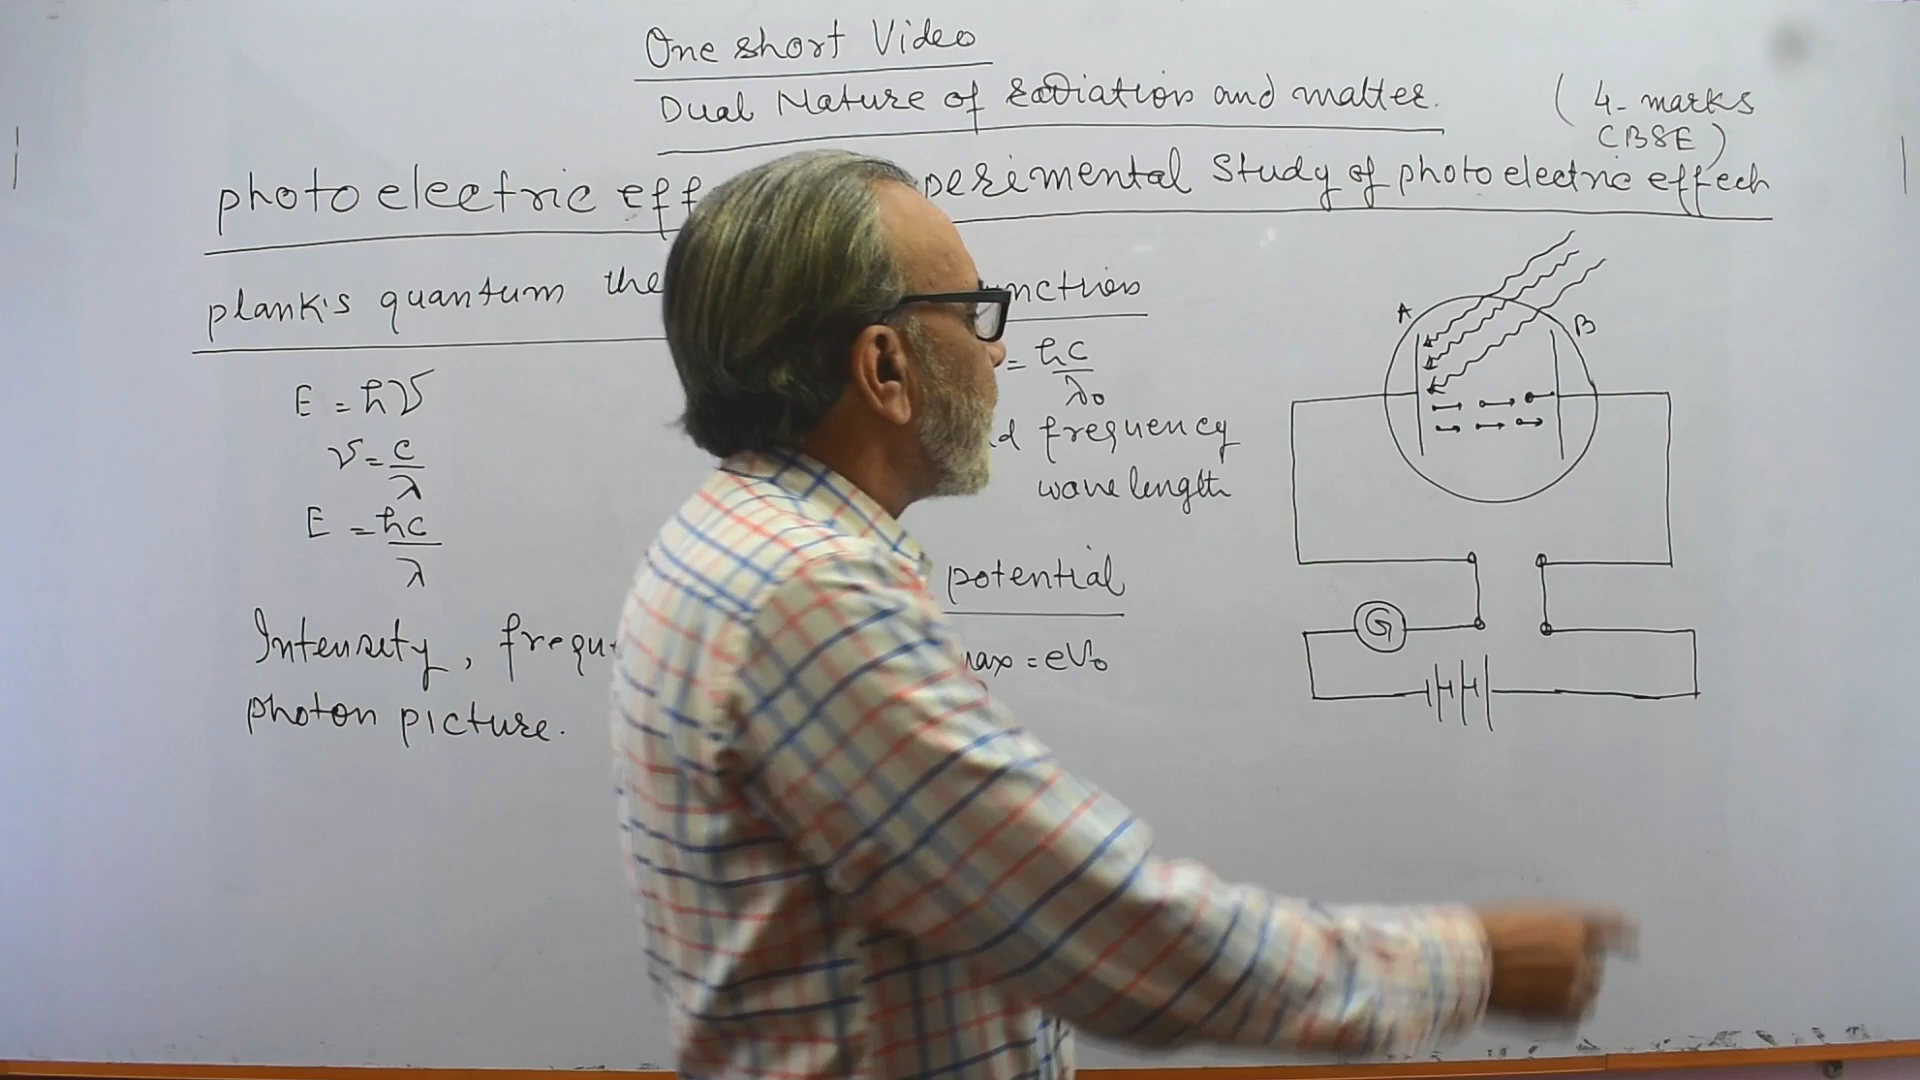 One short Video
Dual Nature of radiation and matter.
( 4- marks
CBSE )
photo electric eff
perimental Study of photo electric effech
plank's quantum the
nction
E = hν
ν = c/λ
E = hc/λ
= hc/λ₀
d frequency
wave length
potential
max = eV₀
Intensity, frequ
photon picture.
A
B
G